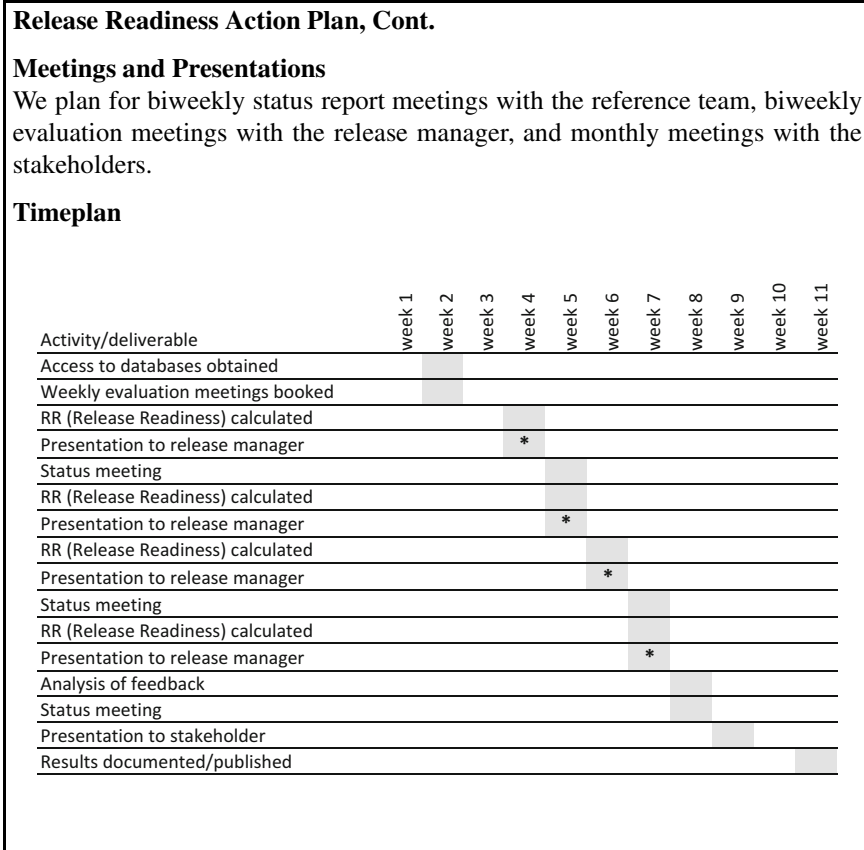 Release Readiness Action Plan, Cont.
Meetings and Presentations
We plan for biweekly status report meetings with the reference team, biweekly
evaluation meetings with the release manager, and monthly meetings with the
stakeholders.
Timeplan
Activity/deliverable week 1 week 2 week 3 week 4 week 5 week 6 week 7 week 8 week 9 week 10 week 11
Access to databases obtained
Weekly evaluation meetings booked
RR (Release Readiness) calculated
Presentation to release manager *
Status meeting
RR (Release Readiness) calculated
Presentation to release manager *
RR (Release Readiness) calculated
Presentation to release manager *
Status meeting
RR (Release Readiness) calculated
Presentation to release manager *
Analysis of feedback
Status meeting
Presentation to stakeholder
Results documented/published